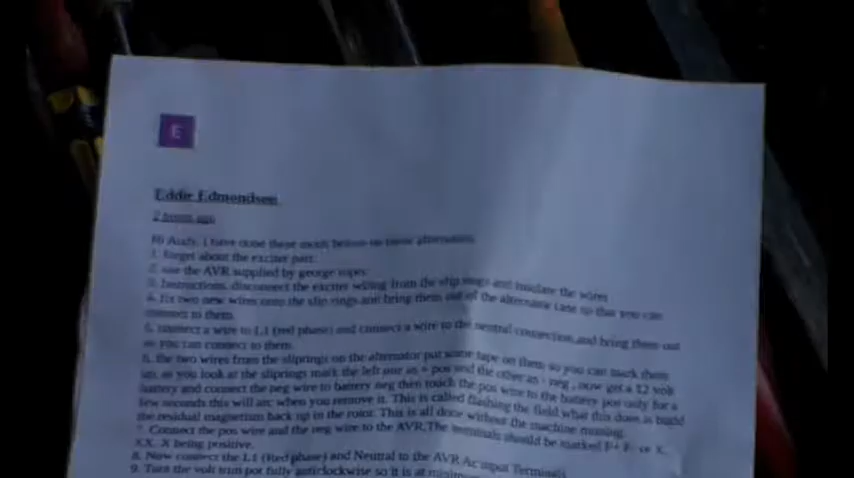 E
Eddie Edmondsen
2 hours ago
Hi Andy, I have done these mods before on these alternators
1. forget about the exciter part.
2. use the AVR supplied by george
3. Instructions, disconnect the exciter wiring from the slip rings and insulate the wires
4. fix two new wires onto the slip rings and bring them out of the alternator case so that you can
connect to them.
5. connect a wire to L1 (red phase) and connect a wire to the neutral connection, and bring them out
so you can connect to them.
6. the two wires from the sliprings on the alternator put some tape on them so you can mark them
up, as you look at the sliprings mark the left one as + pos and the other as - neg , now get a 12 volt
battery and connect the neg wire to battery neg then touch the pos wire to the battery pos only for a
few seconds this will arc when you remove it. This is called flashing the field what this does is build
the residual magnetism back up in the rotor. This is all done without the machine running.
7. Connect the pos wire and the neg wire to the AVR,The terminals should be marked F+ F- or X,
XX. X being positive.
8. Now connect the L1 (Red phase) and Neutral to the AVR Ac input Terminals
9. Turn the volt trim pot fully anticlockwise so it is at